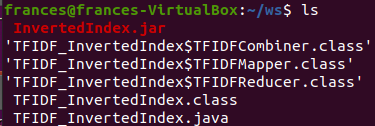 frances@frances-VirtualBox:~/ws$ ls
InvertedIndex.jar
'TFIDF_InvertedIndex$TFIDFCombiner.class'
'TFIDF_InvertedIndex$TFIDFMapper.class'
'TFIDF_InvertedIndex$TFIDFReducer.class'
TFIDF_InvertedIndex.class
TFIDF_InvertedIndex.java